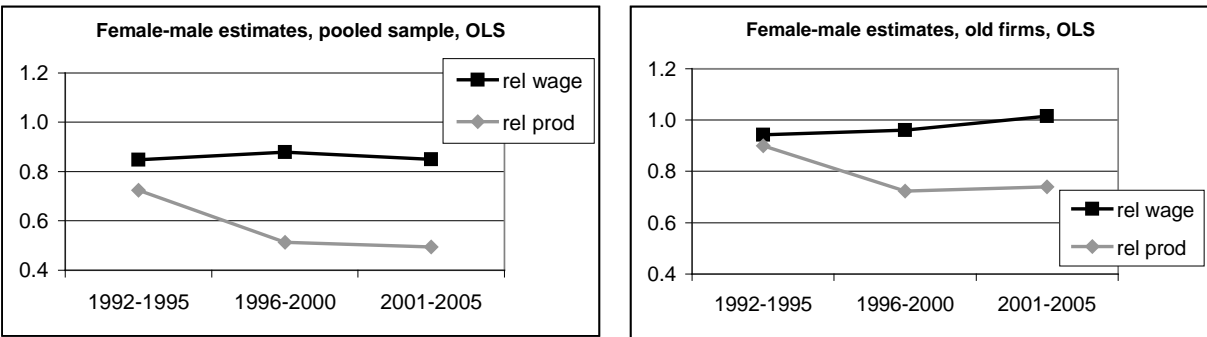 Female-male estimates, pooled sample, OLS
1.2
1.0
0.8
0.6
0.4
rel wage
rel prod
1992-1995 1996-2000 2001-2005
Female-male estimates, old firms, OLS
1.2
1.0
0.8
0.6
0.4
rel wage
rel prod
1992-1995 1996-2000 2001-2005